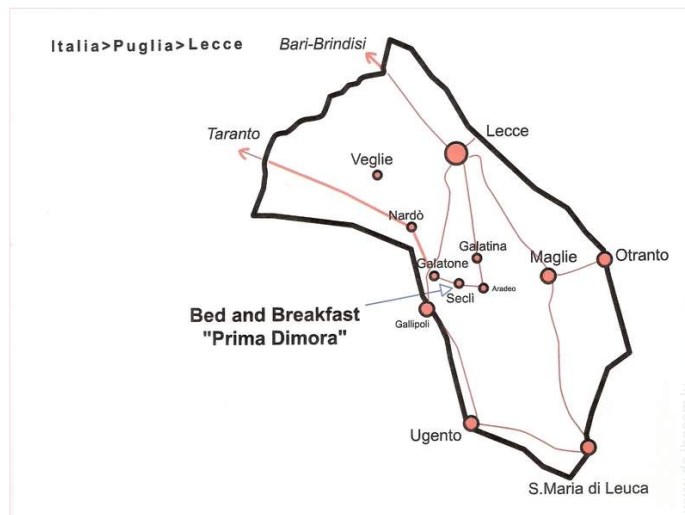 Italia>Puglia>Lecce
Bari-Brindisi
Lecce
Taranto
Veglie
Nardò
Galatina
Galatone
Maglie
Otranto
Seclì
Aradeo
Bed and Breakfast
"Prima Dimora"
Gallipoli
Ugento
S.Maria di Leuca